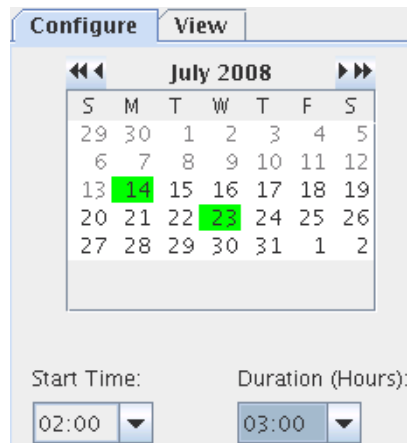 Configure View
July 2008
S M T W T F S
29 30 1 2 3 4 5
6 7 8 9 10 11 12
13 14 15 16 17 18 19
20 21 22 23 24 25 26
27 28 29 30 31 1 2
Start Time: Duration (Hours):
02:00 03:00